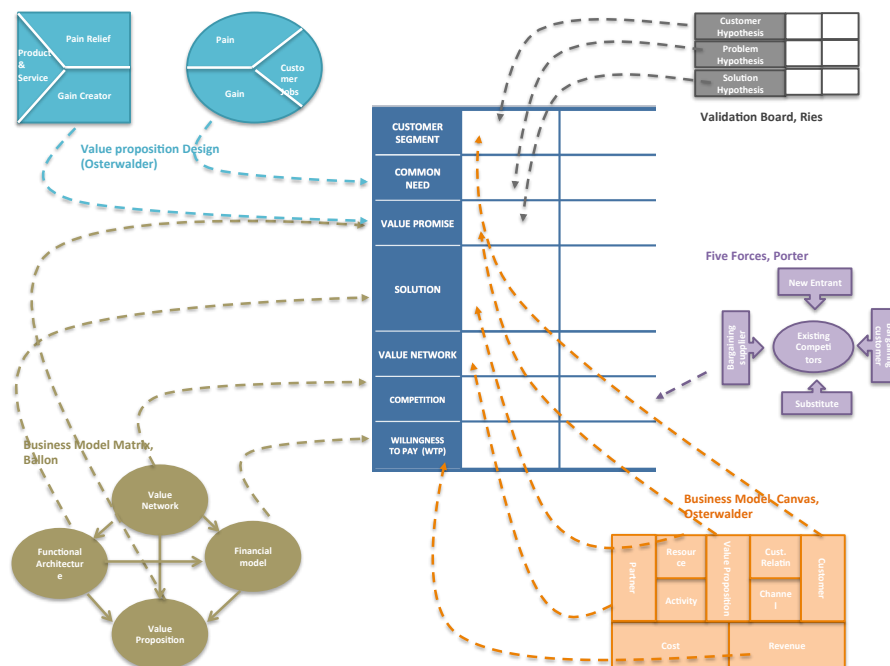 Product
&
Service
Pain Relief
Gain Creator
Pain
Gain
Custo
mer
Jobs
Value proposition Design
(Osterwalder)
Customer
Hypothesis
Problem
Hypothesis
Solution
Hypothesis
Validation Board, Ries
CUSTOMER
SEGMENT
COMMON
NEED
VALUE PROMISE
SOLUTION
VALUE NETWORK
COMPETITION
WILLINGNESS
TO PAY (WTP)
Five Forces, Porter
New Entrant
Bargaining
supplier
Existing
Competi
tors
Bargaining
customer
Substitute
Business Model Matrix,
Ballon
Value
Network
Functional
Architectur
e
Financial
model
Value
Proposition
Business Model, Canvas,
Osterwalder
Partner
Resour
ce
Activity
Value Proposition
Cust.
Relatin
Channe
l
Customer
Cost
Revenue